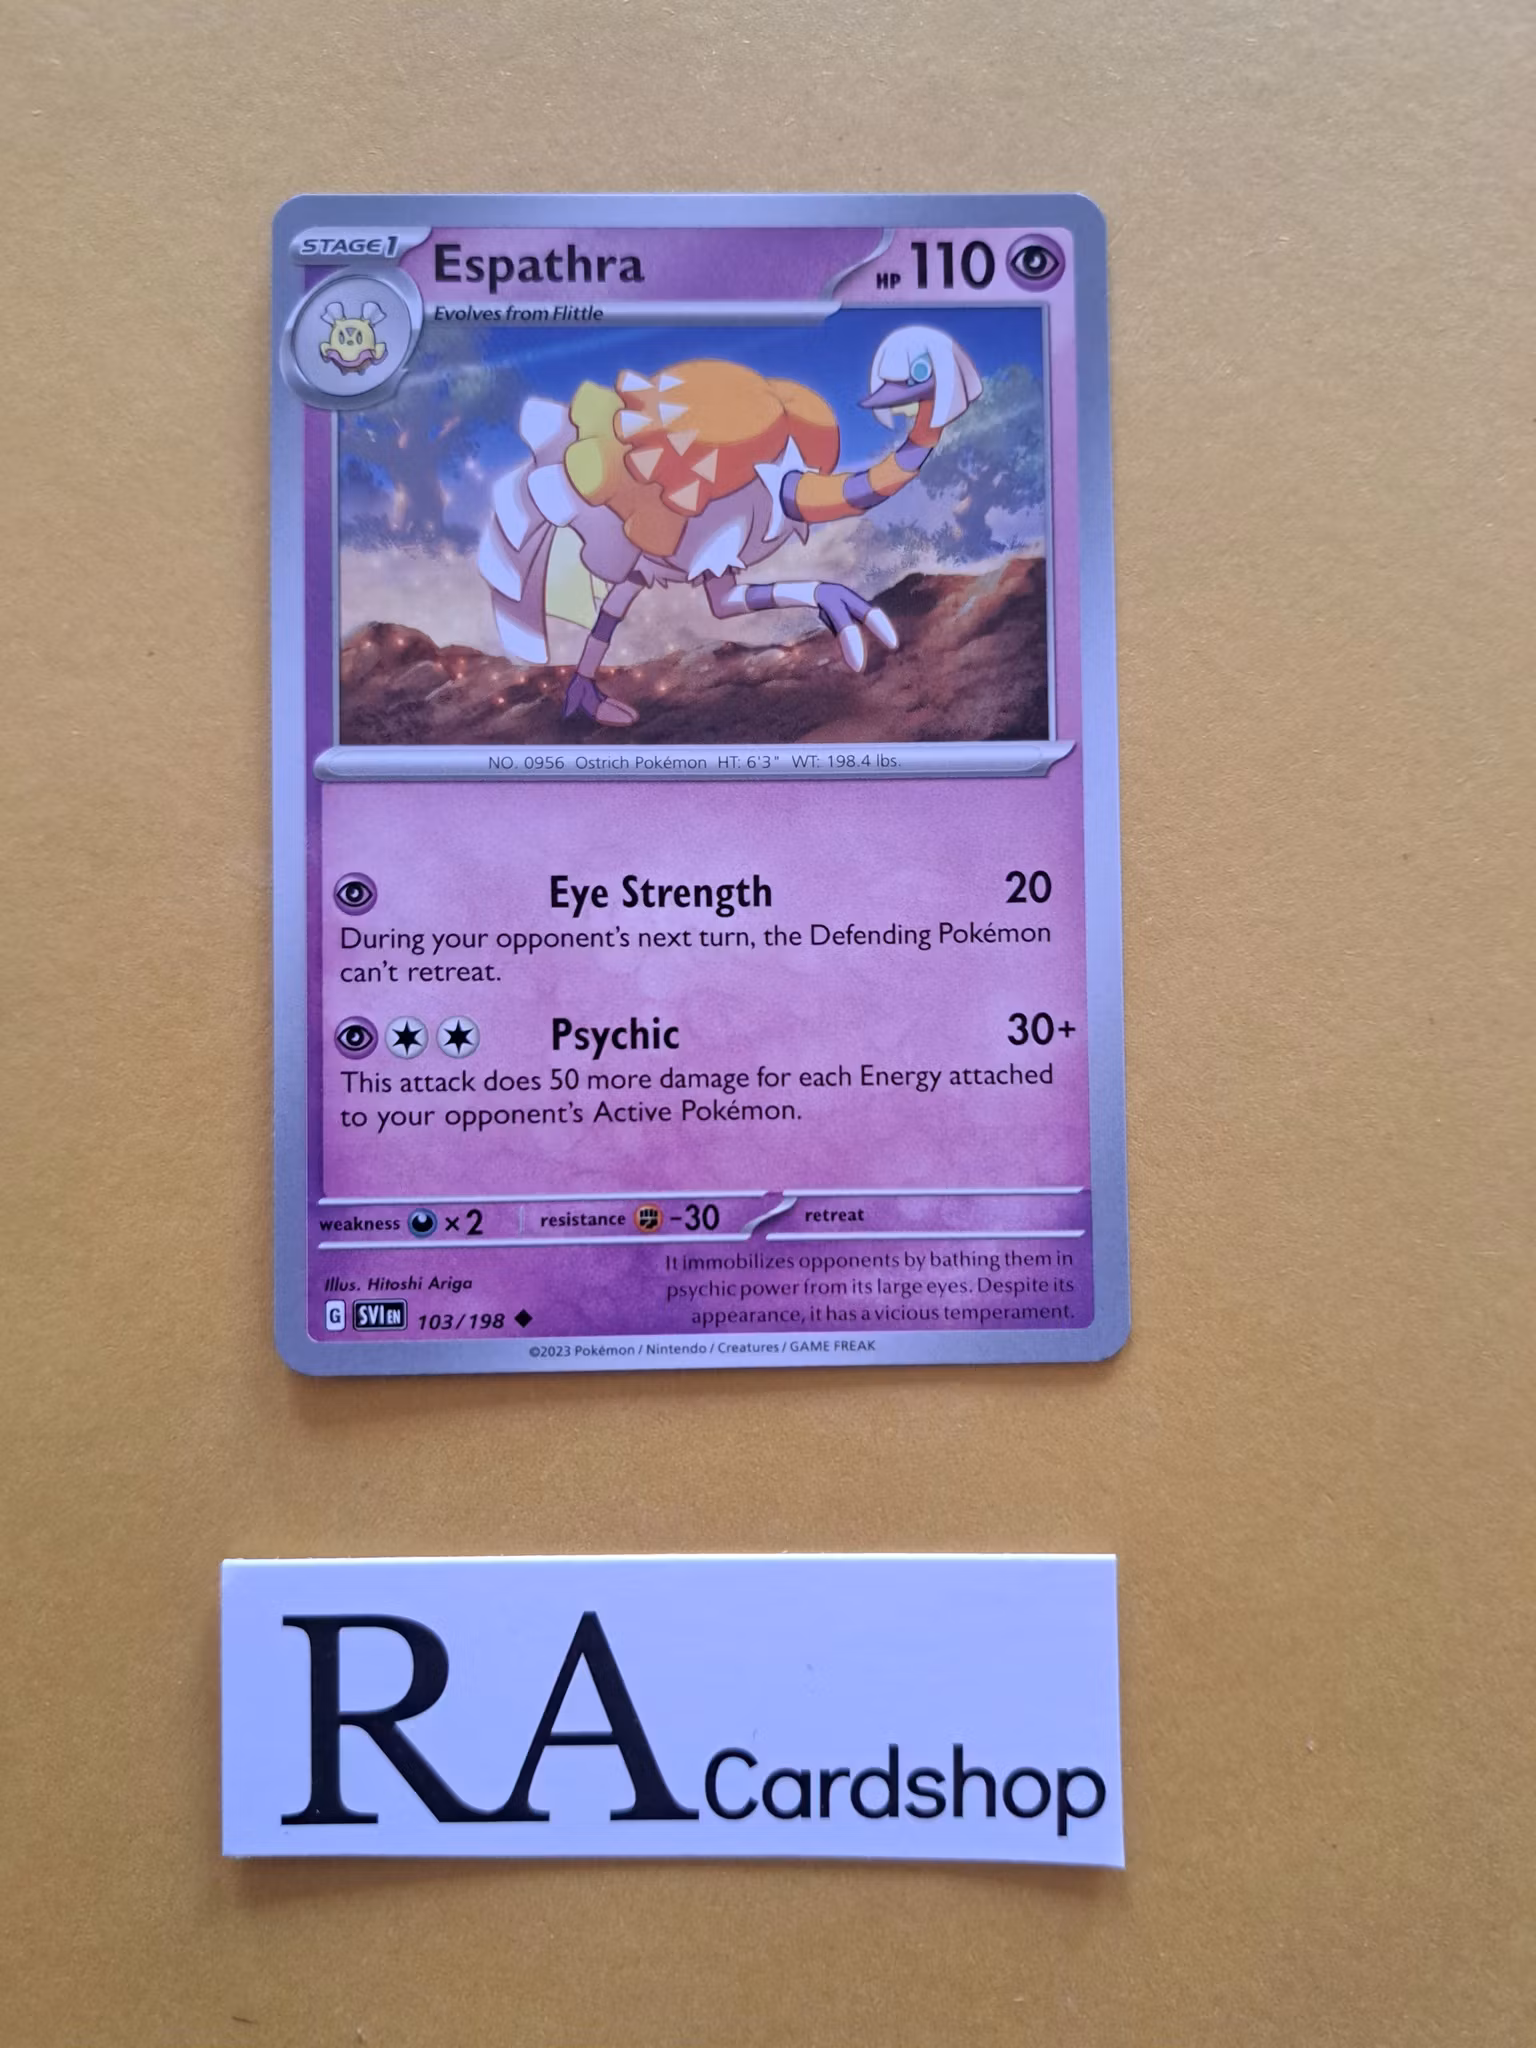 STAGE 1
Espathra
HP 110
Evolves from Flittle
NO. 0956 Ostrich Pokémon HT: 6'3" WT: 198.4 lbs.
Eye Strength 20
During your opponent's next turn, the Defending Pokémon
can't retreat.
Psychic 30+
This attack does 50 more damage for each Energy attached
to your opponent's Active Pokémon.
weakness ×2 resistance -30 retreat
It immobilizes opponents by bathing them in
psychic power from its large eyes. Despite its
appearance, it has a vicious temperament.
Illus. Hitoshi Ariga
G SVI EN 103/198
©2023 Pokémon / Nintendo / Creatures / GAME FREAK
RA Cardshop